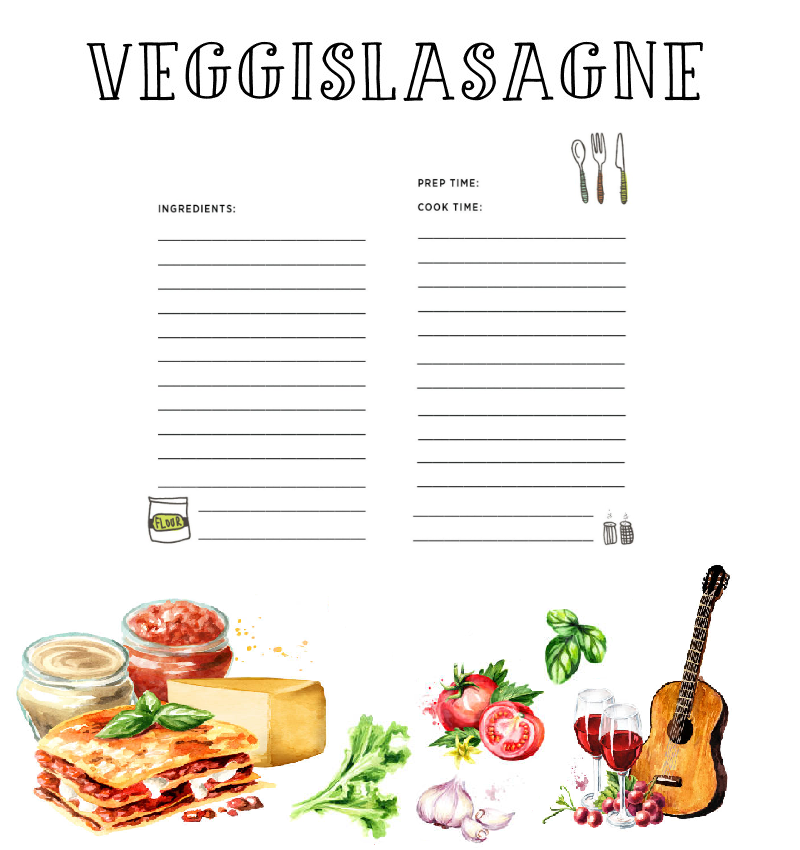 VEGGISLASAGNE
PREP TIME:
COOK TIME:
INGREDIENTS:
FLOUR